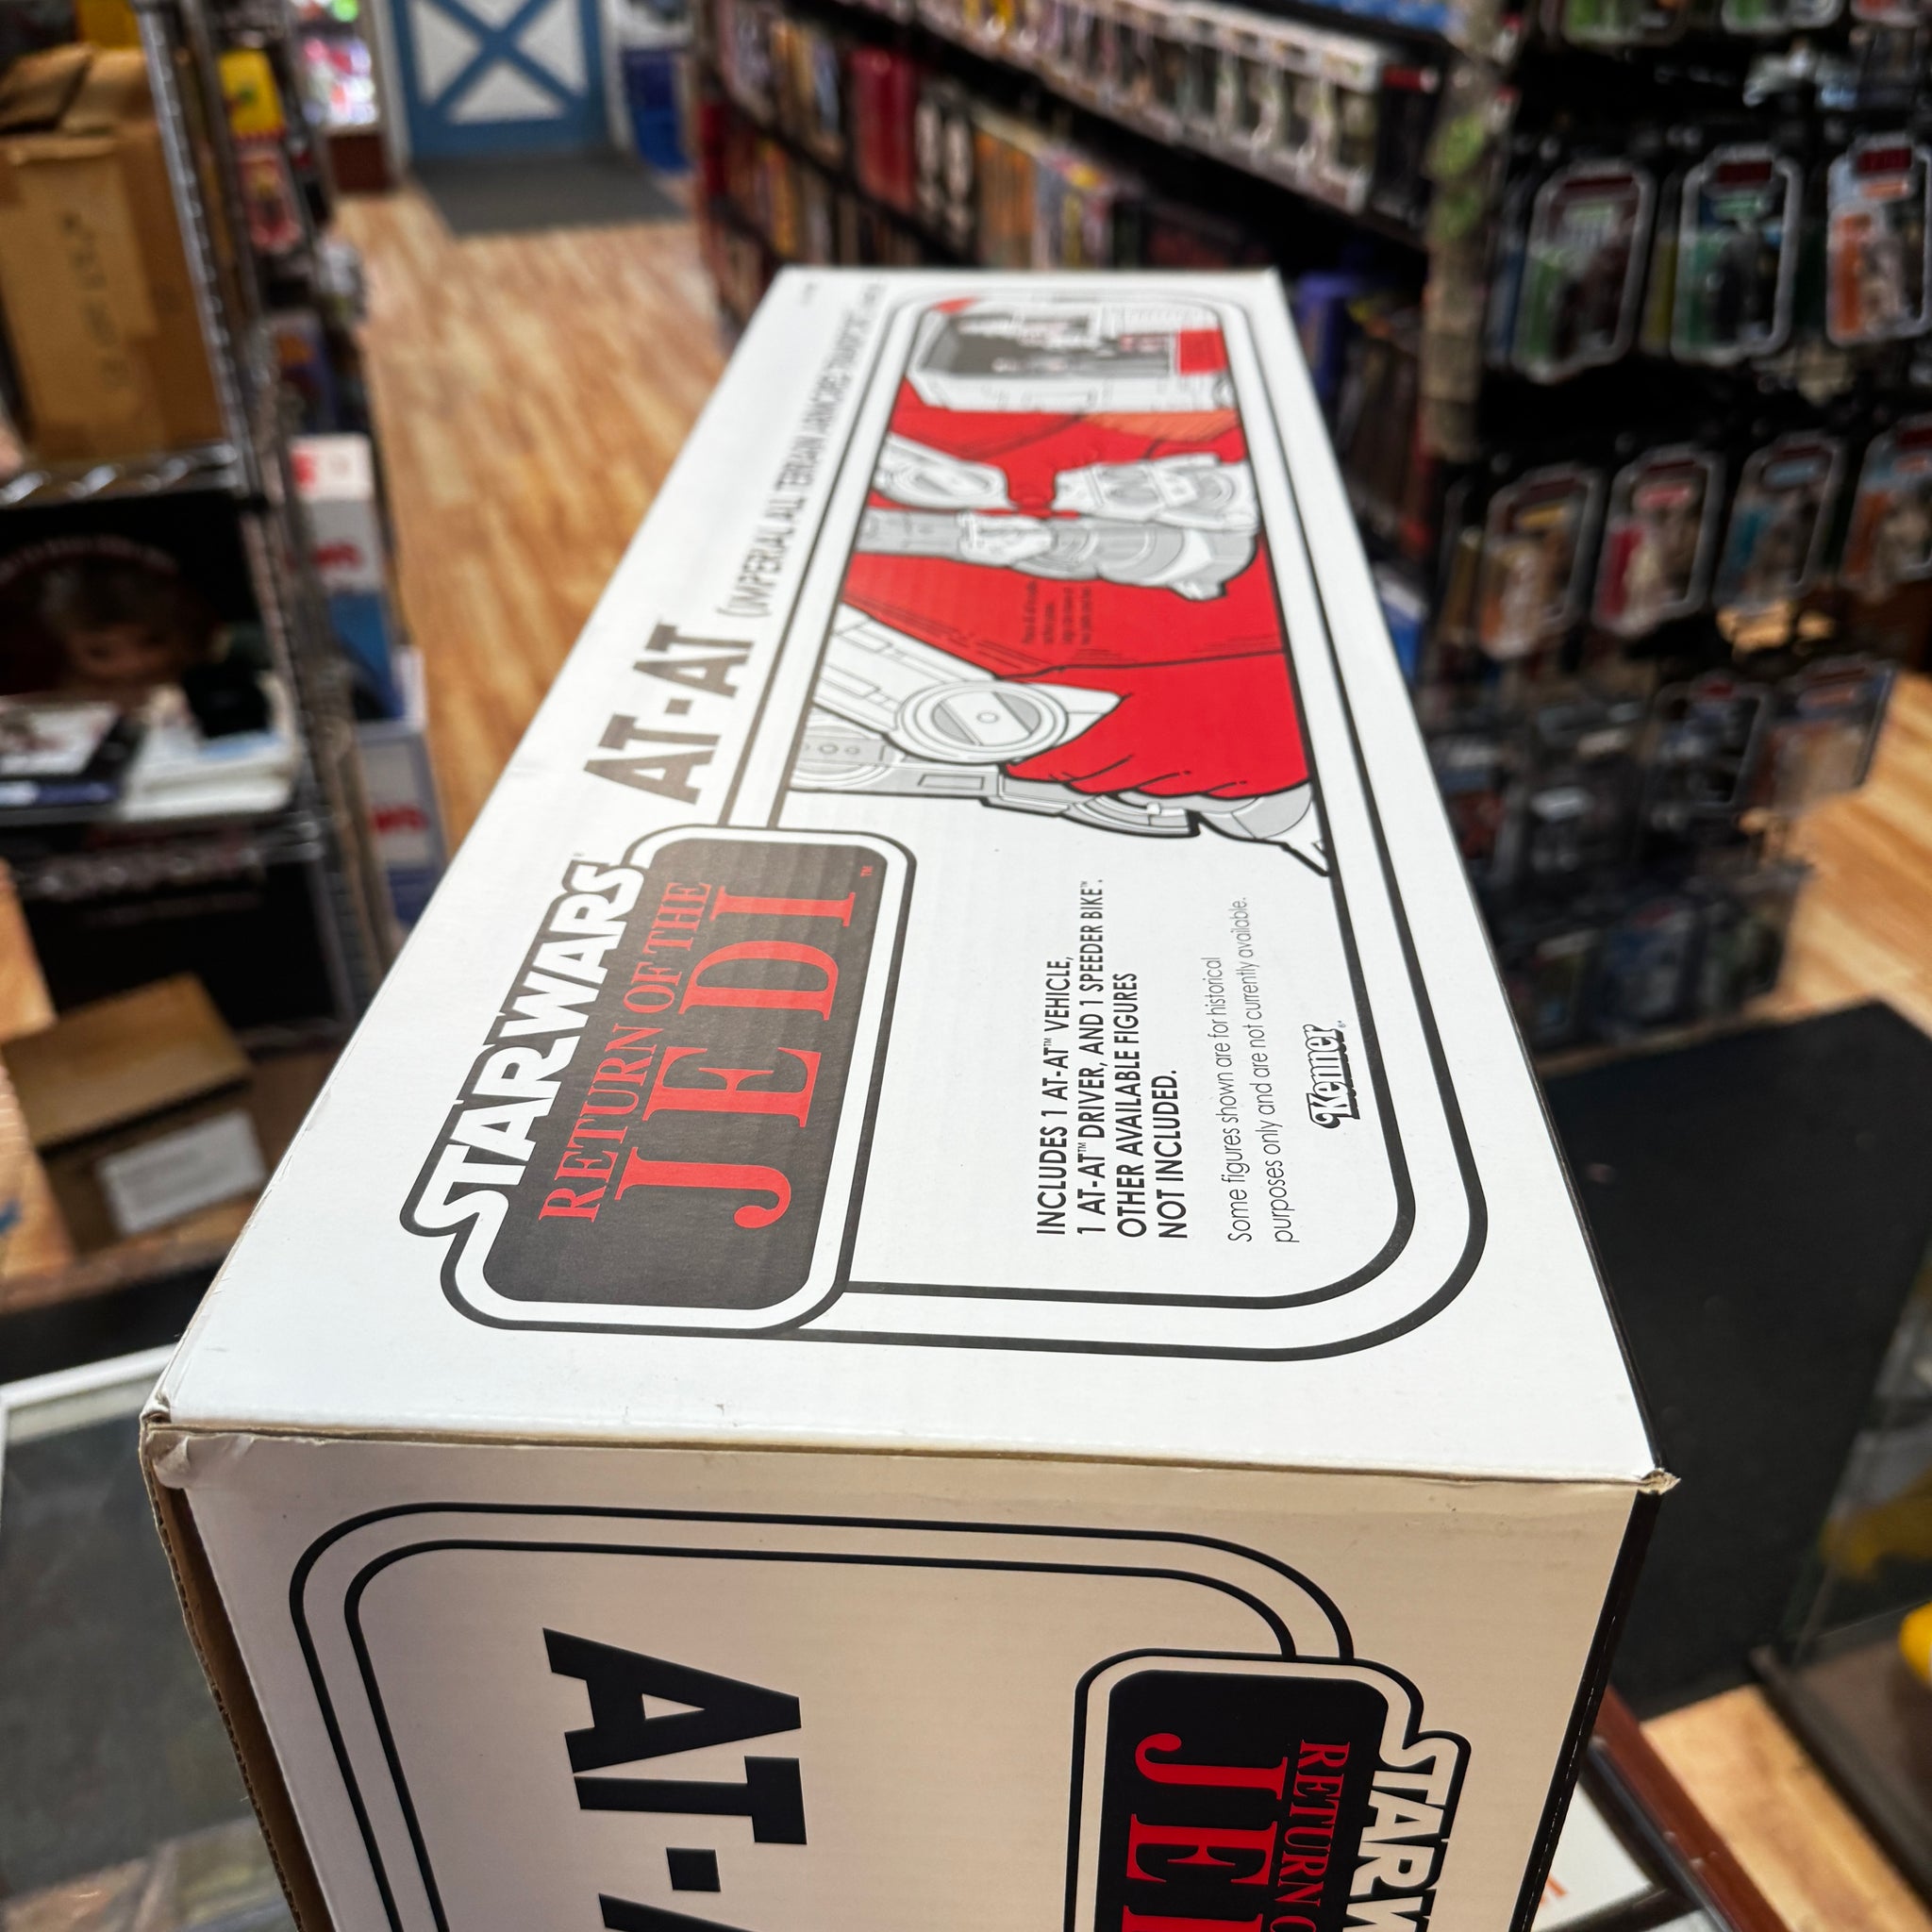 STAR WARS
RETURN OF THE
JEDI™
AT-AT (IMPERIAL ALL TERRAIN ARMORED TRANSPORT
INCLUDES 1 AT-AT™ VEHICLE,
1 AT-AT™ DRIVER, AND 1 SPEEDER BIKE™.
OTHER AVAILABLE FIGURES
NOT INCLUDED.
Some figures shown are for historical
purposes only and are not currently available.
Kenner
STAR W
RETURN O
JE
AT-